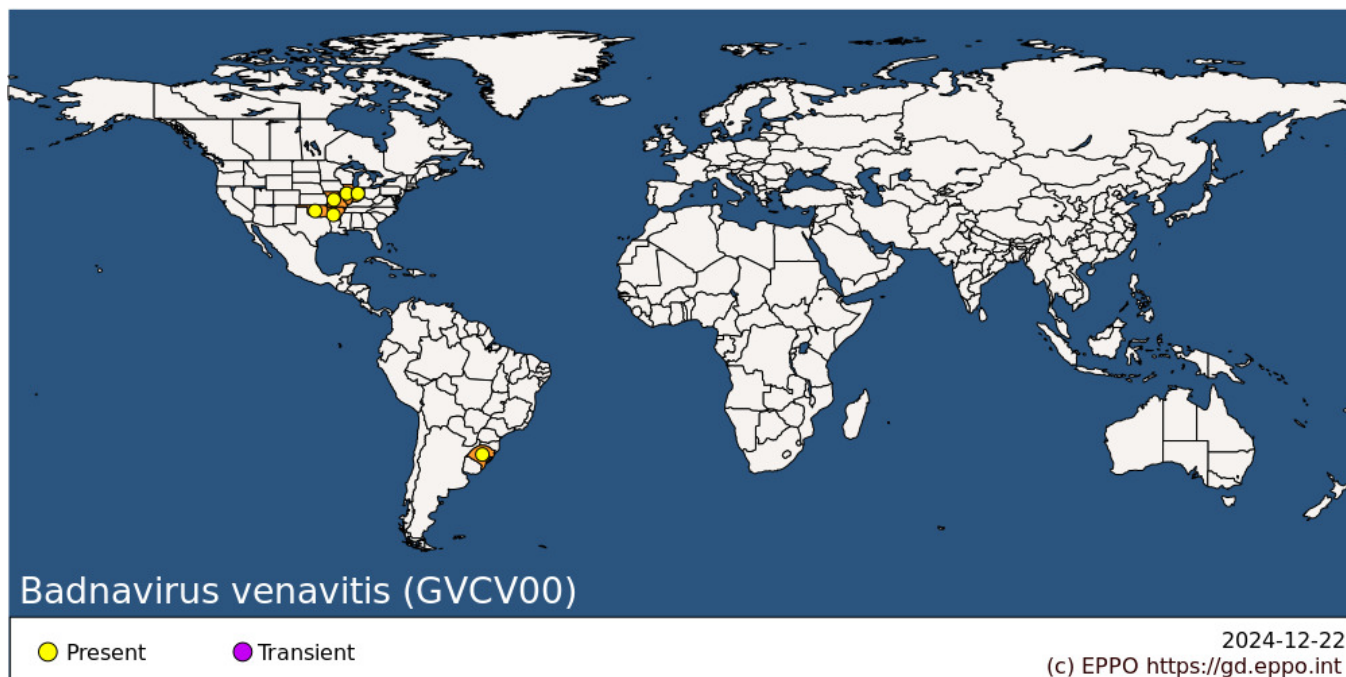 Badnavirus venavitis (GVCV00)
Present
Transient
2024-12-22
(c) EPPO https://gd.eppo.int